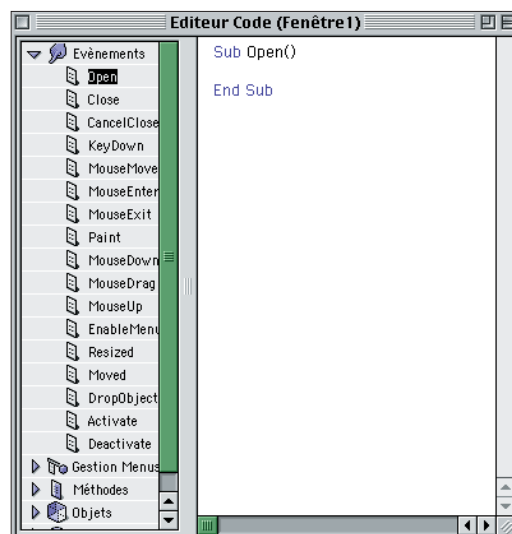 Editeur Code (Fenêtre1)
Evènements
Open
Close
CancelClose
KeyDown
MouseMove
MouseEnter
MouseExit
Paint
MouseDown
MouseDrag
MouseUp
EnableMenu
Resized
Moved
DropObject
Activate
Deactivate
Gestion Menus
Méthodes
Objets
Sub Open()
End Sub